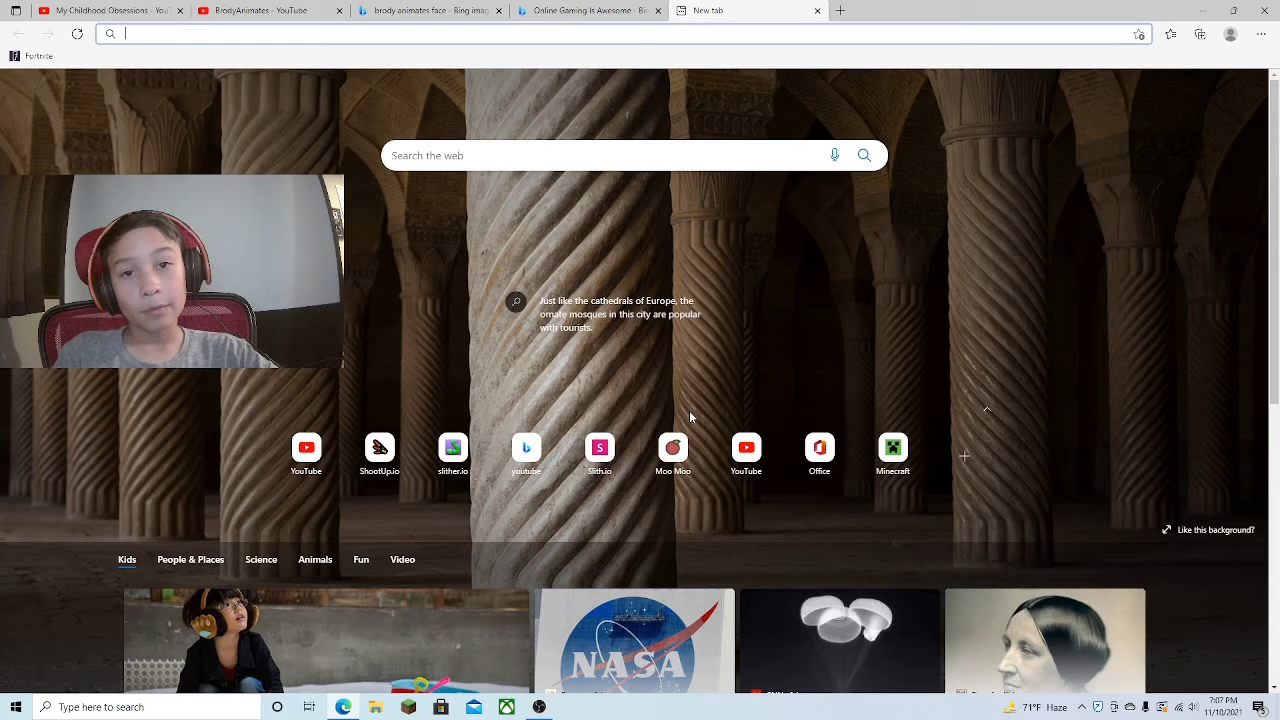 My Childhood Obsessions - YouT
BrodyAnimates - YouTube
brody animates face - Bing imag
Online Gaming Is Awesome - Bin
New tab
Fortnite
Search the web
Just like the cathedrals of Europe, the
ornate mosques in this city are popular
with tourists.
YouTube
ShootUp.io
slither.io
youtube
Slith.io
Moo Moo
YouTube
Office
Minecraft
Like this background?
Kids
People & Places
Science
Animals
Fun
Video
NASA
Type here to search
71°F Haze
7:07 PM
11/10/2021